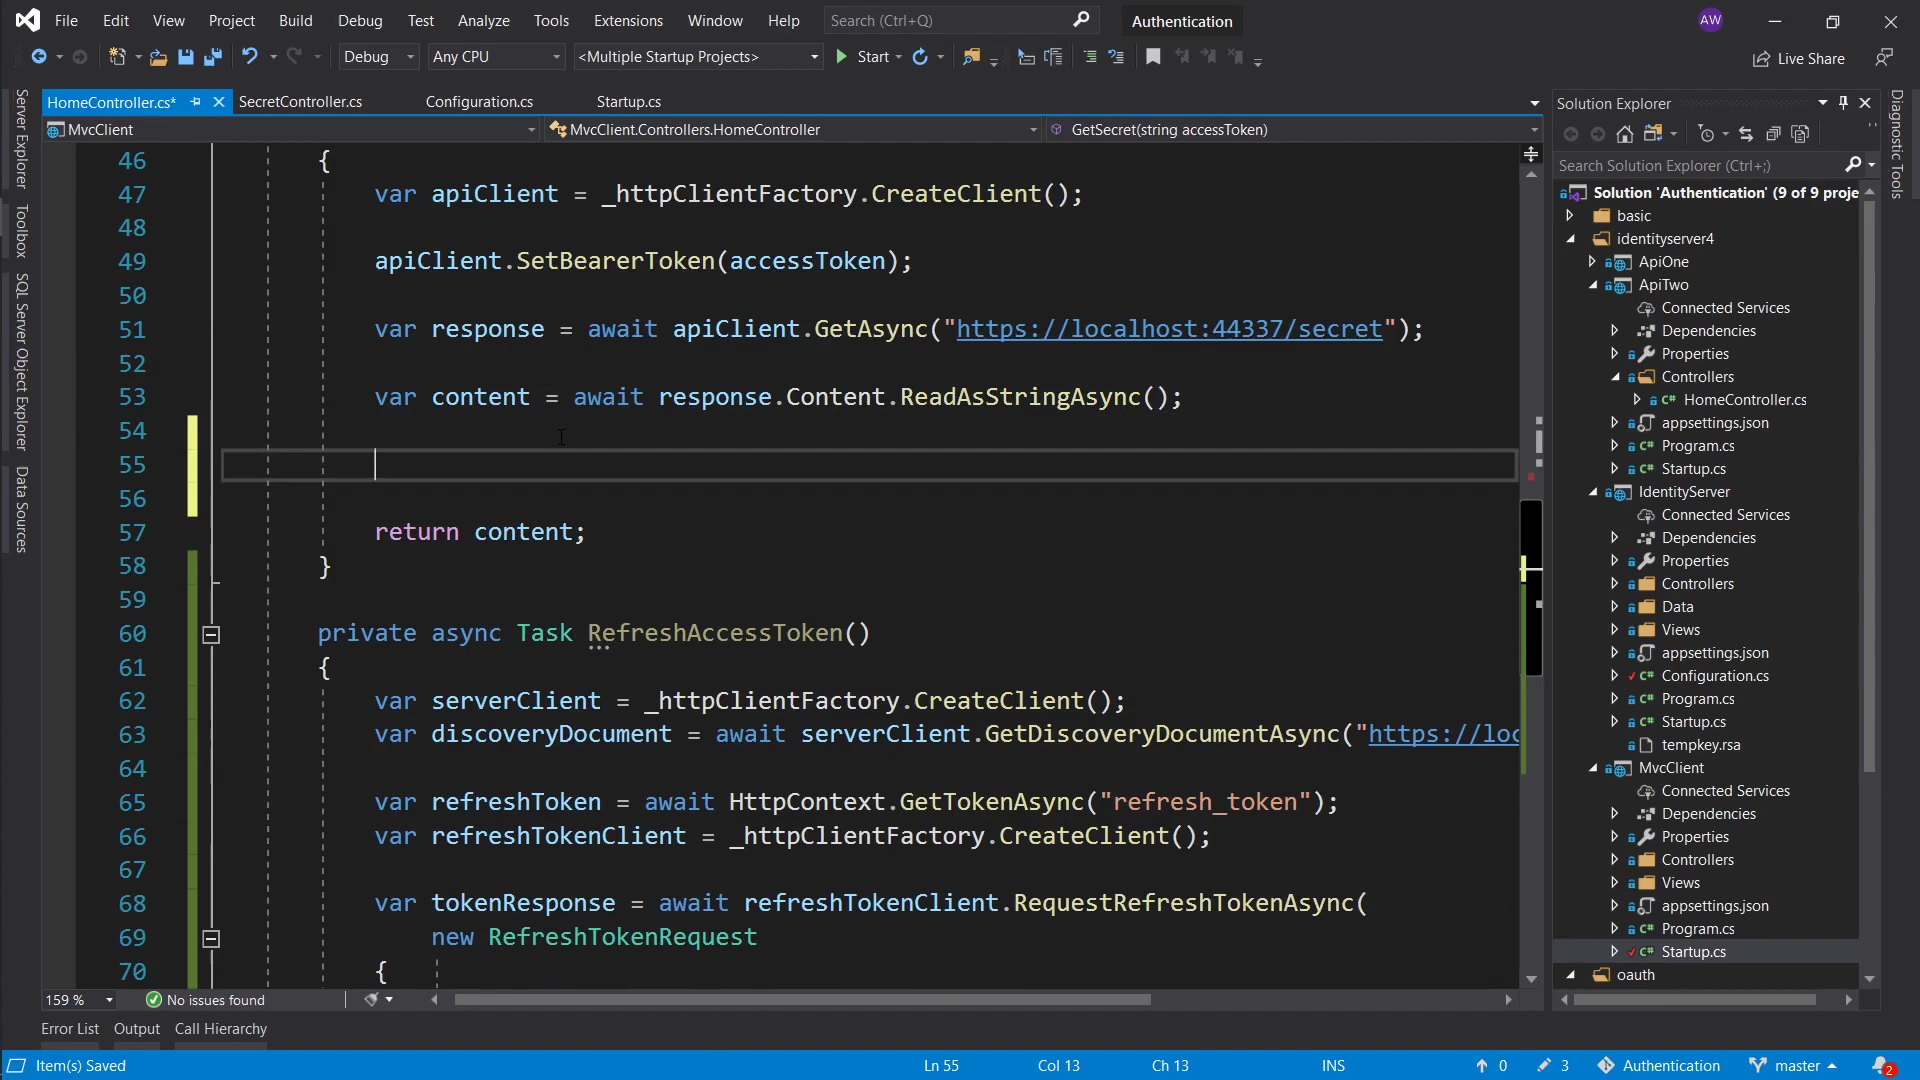 File Edit View Project Build Debug Test Analyze Tools Extensions Window Help Search (Ctrl+Q) Authentication AW
Debug Any CPU <Multiple Startup Projects> Start Live Share
HomeController.cs* SecretController.cs Configuration.cs Startup.cs
MvcClient MvcClient.Controllers.HomeController GetSecret(string accessToken)
Server Explorer
Toolbox
SQL Server Object Explorer
Data Sources
46 {
47 var apiClient = _httpClientFactory.CreateClient();
48
49 apiClient.SetBearerToken(accessToken);
50
51 var response = await apiClient.GetAsync("https://localhost:44337/secret");
52
53 var content = await response.Content.ReadAsStringAsync();
54
55
56
57 return content;
58 }
59
60 private async Task RefreshAccessToken()
61 {
62 var serverClient = _httpClientFactory.CreateClient();
63 var discoveryDocument = await serverClient.GetDiscoveryDocumentAsync("https://loc
64
65 var refreshToken = await HttpContext.GetTokenAsync("refresh_token");
66 var refreshTokenClient = _httpClientFactory.CreateClient();
67
68 var tokenResponse = await refreshTokenClient.RequestRefreshTokenAsync(
69 new RefreshTokenRequest
70 {
159 % No issues found
Error List Output Call Hierarchy
Item(s) Saved Ln 55 Col 13 Ch 13 INS 0 3 Authentication master 2
Solution Explorer
Search Solution Explorer (Ctrl+;)
Solution 'Authentication' (9 of 9 proje
basic
identityserver4
ApiOne
ApiTwo
Connected Services
Dependencies
Properties
Controllers
C# HomeController.cs
appsettings.json
C# Program.cs
C# Startup.cs
IdentityServer
Connected Services
Dependencies
Properties
Controllers
Data
Views
appsettings.json
C# Configuration.cs
C# Program.cs
C# Startup.cs
tempkey.rsa
MvcClient
Connected Services
Dependencies
Properties
Controllers
Views
appsettings.json
C# Program.cs
C# Startup.cs
oauth
Diagnostic Tools